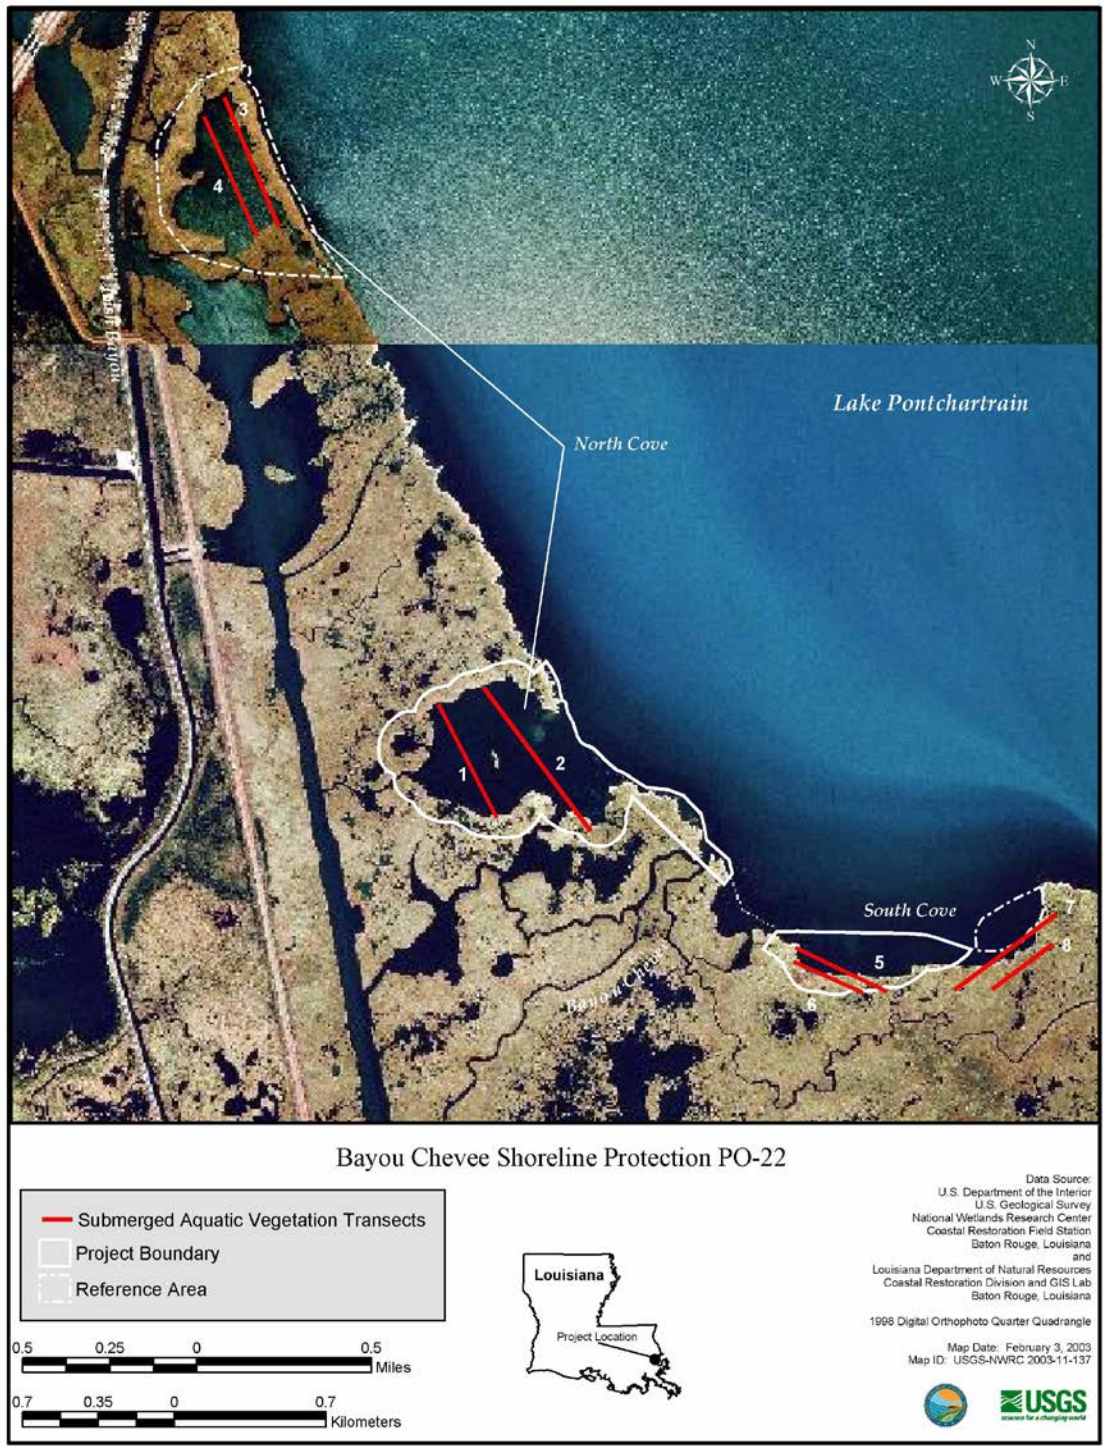 N
W E
S
3
4
Bayou
Lake Pontchartrain
North Cove
1
2
South Cove
7
8
5
6
Bayou Chevee
Bayou Chevee Shoreline Protection PO-22
Submerged Aquatic Vegetation Transects
Project Boundary
Reference Area
0.5 0.25 0 0.5
Miles
0.7 0.35 0 0.7
Kilometers
Louisiana
Project Location
Data Source:
U.S. Department of the Interior
U.S. Geological Survey
National Wetlands Research Center
Coastal Restoration Field Station
Baton Rouge, Louisiana
and
Louisiana Department of Natural Resources
Coastal Restoration Division and GIS Lab
Baton Rouge, Louisiana
1998 Digital Orthophoto Quarter Quadrangle
Map Date: February 3, 2003
Map ID: USGS-NWRC 2003-11-137
USGS
science for a changing world